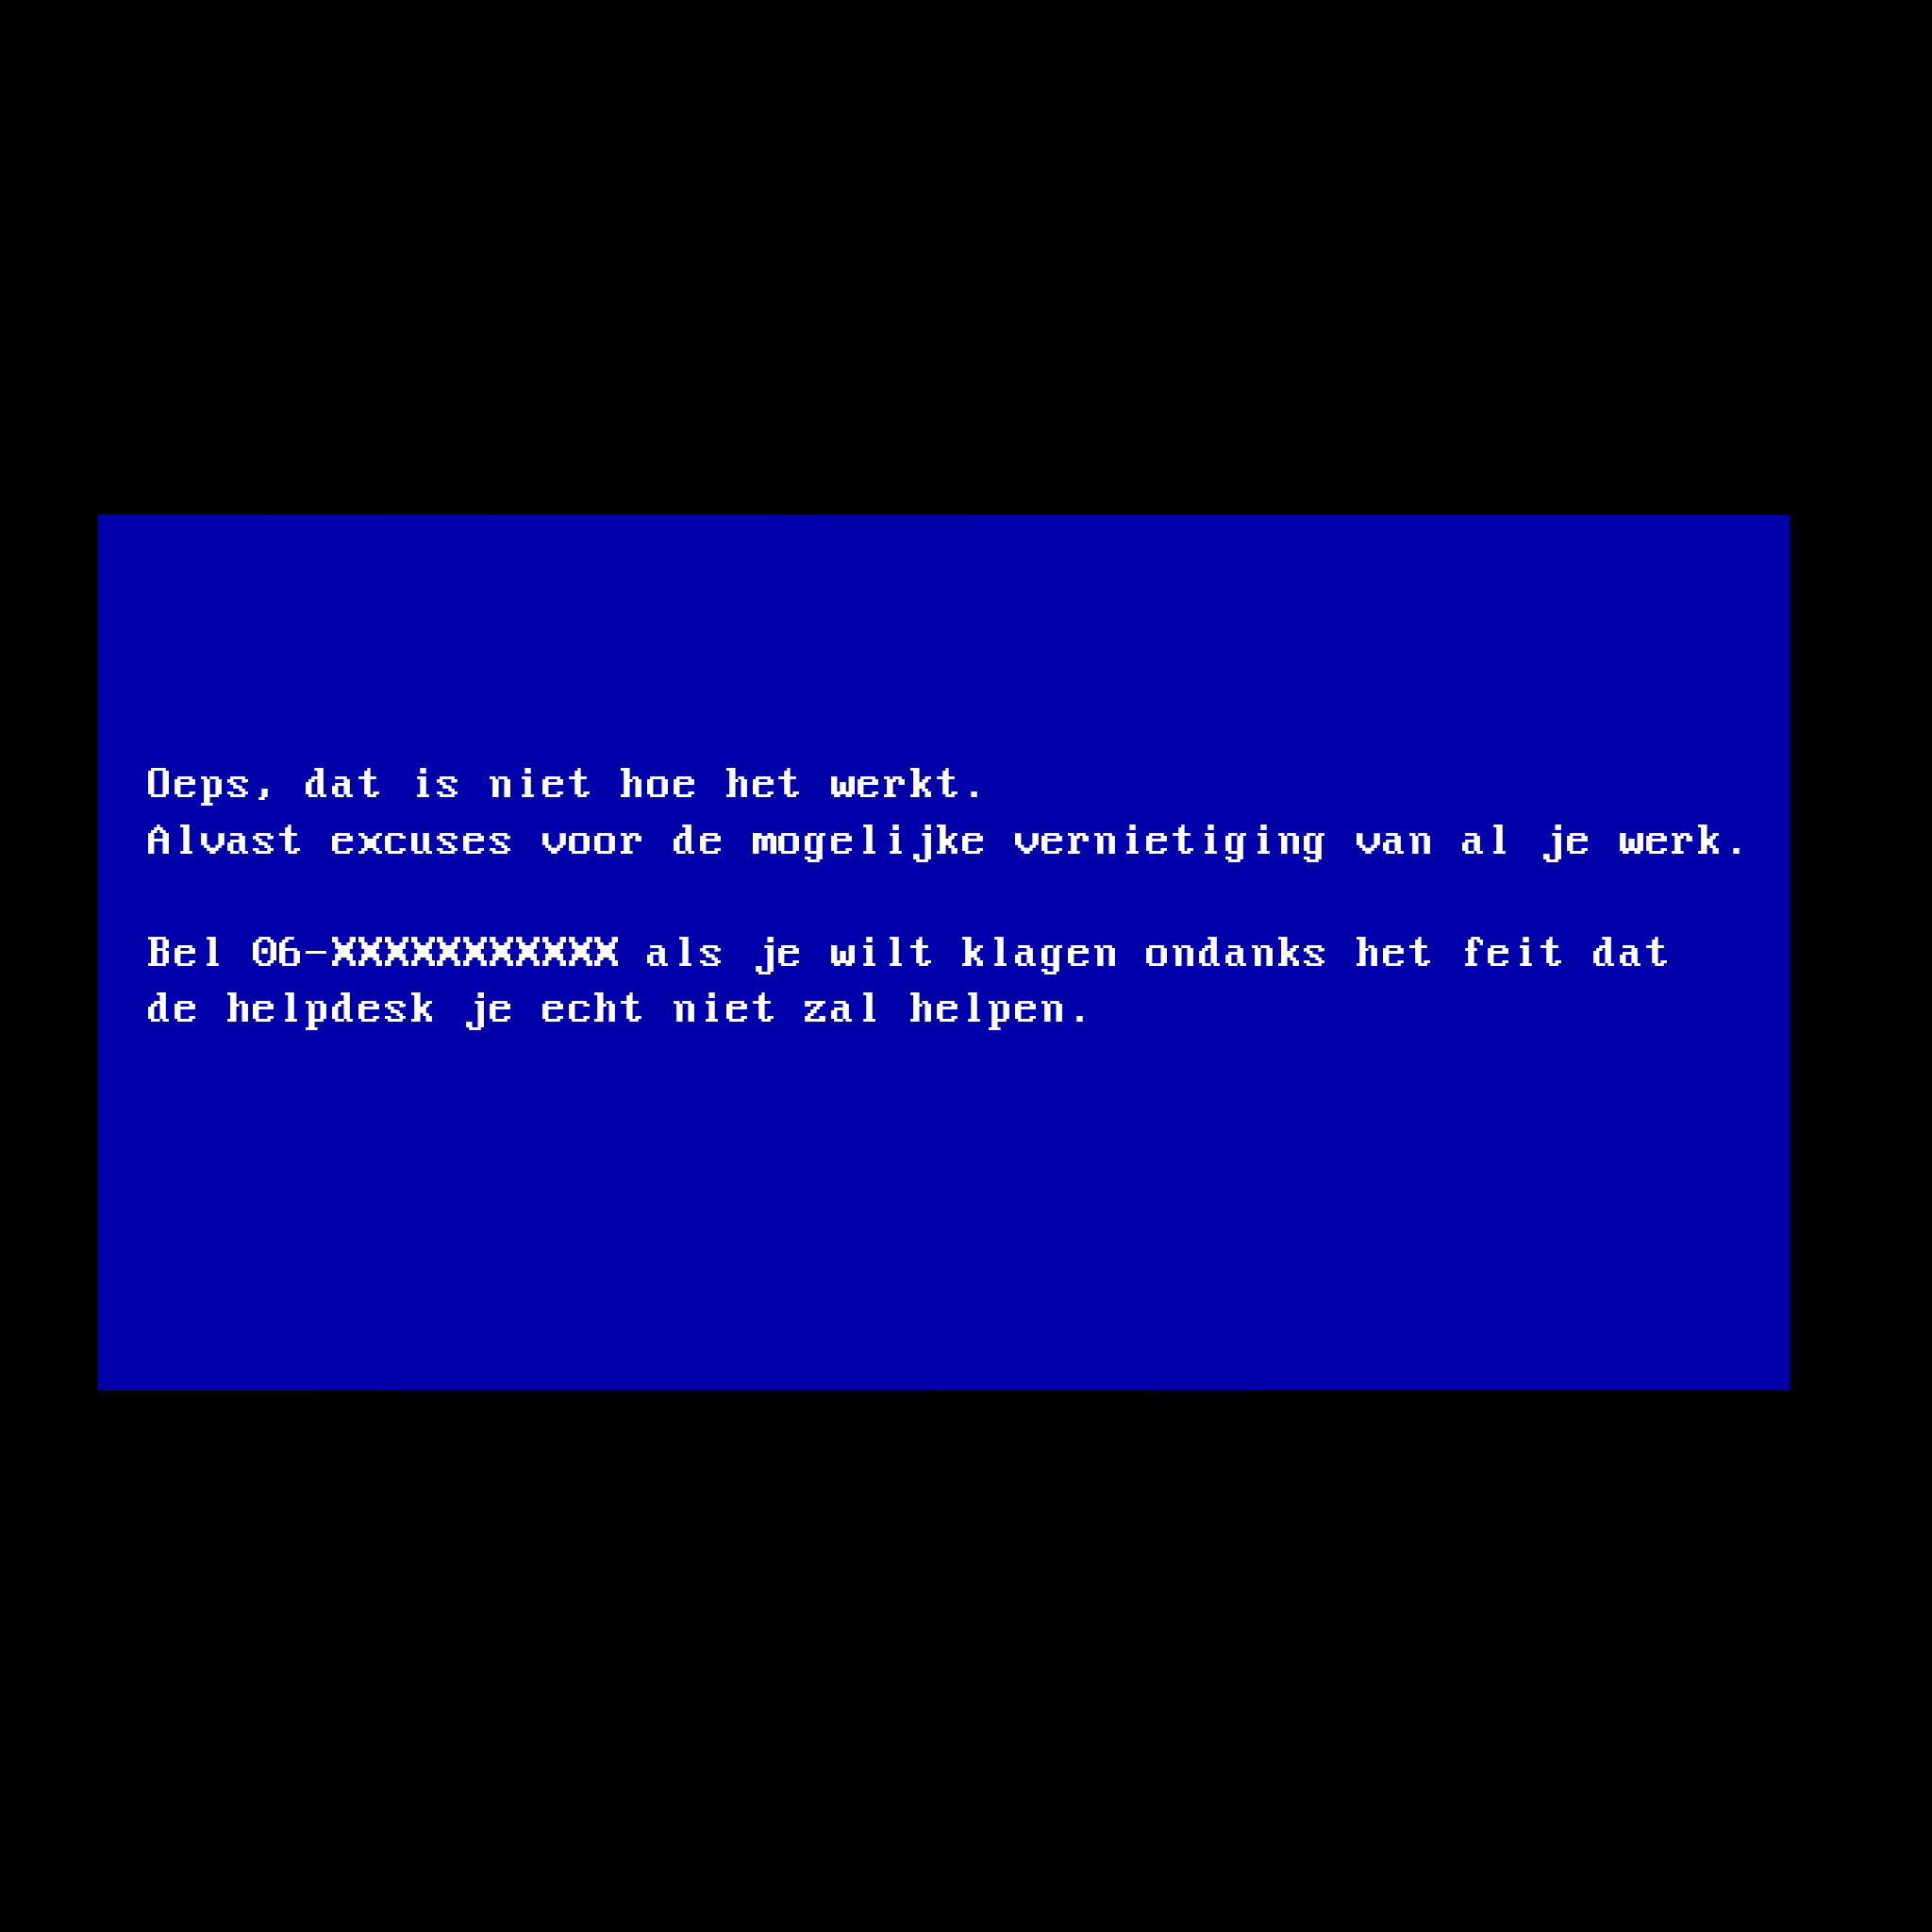 Oeps, dat is niet hoe het werkt.
Alvast excuses voor de mogelijke vernietiging van al je werk.
Bel 06-XXXXXXXXXXX als je wilt klagen ondanks het feit dat
de helpdesk je echt niet zal helpen.